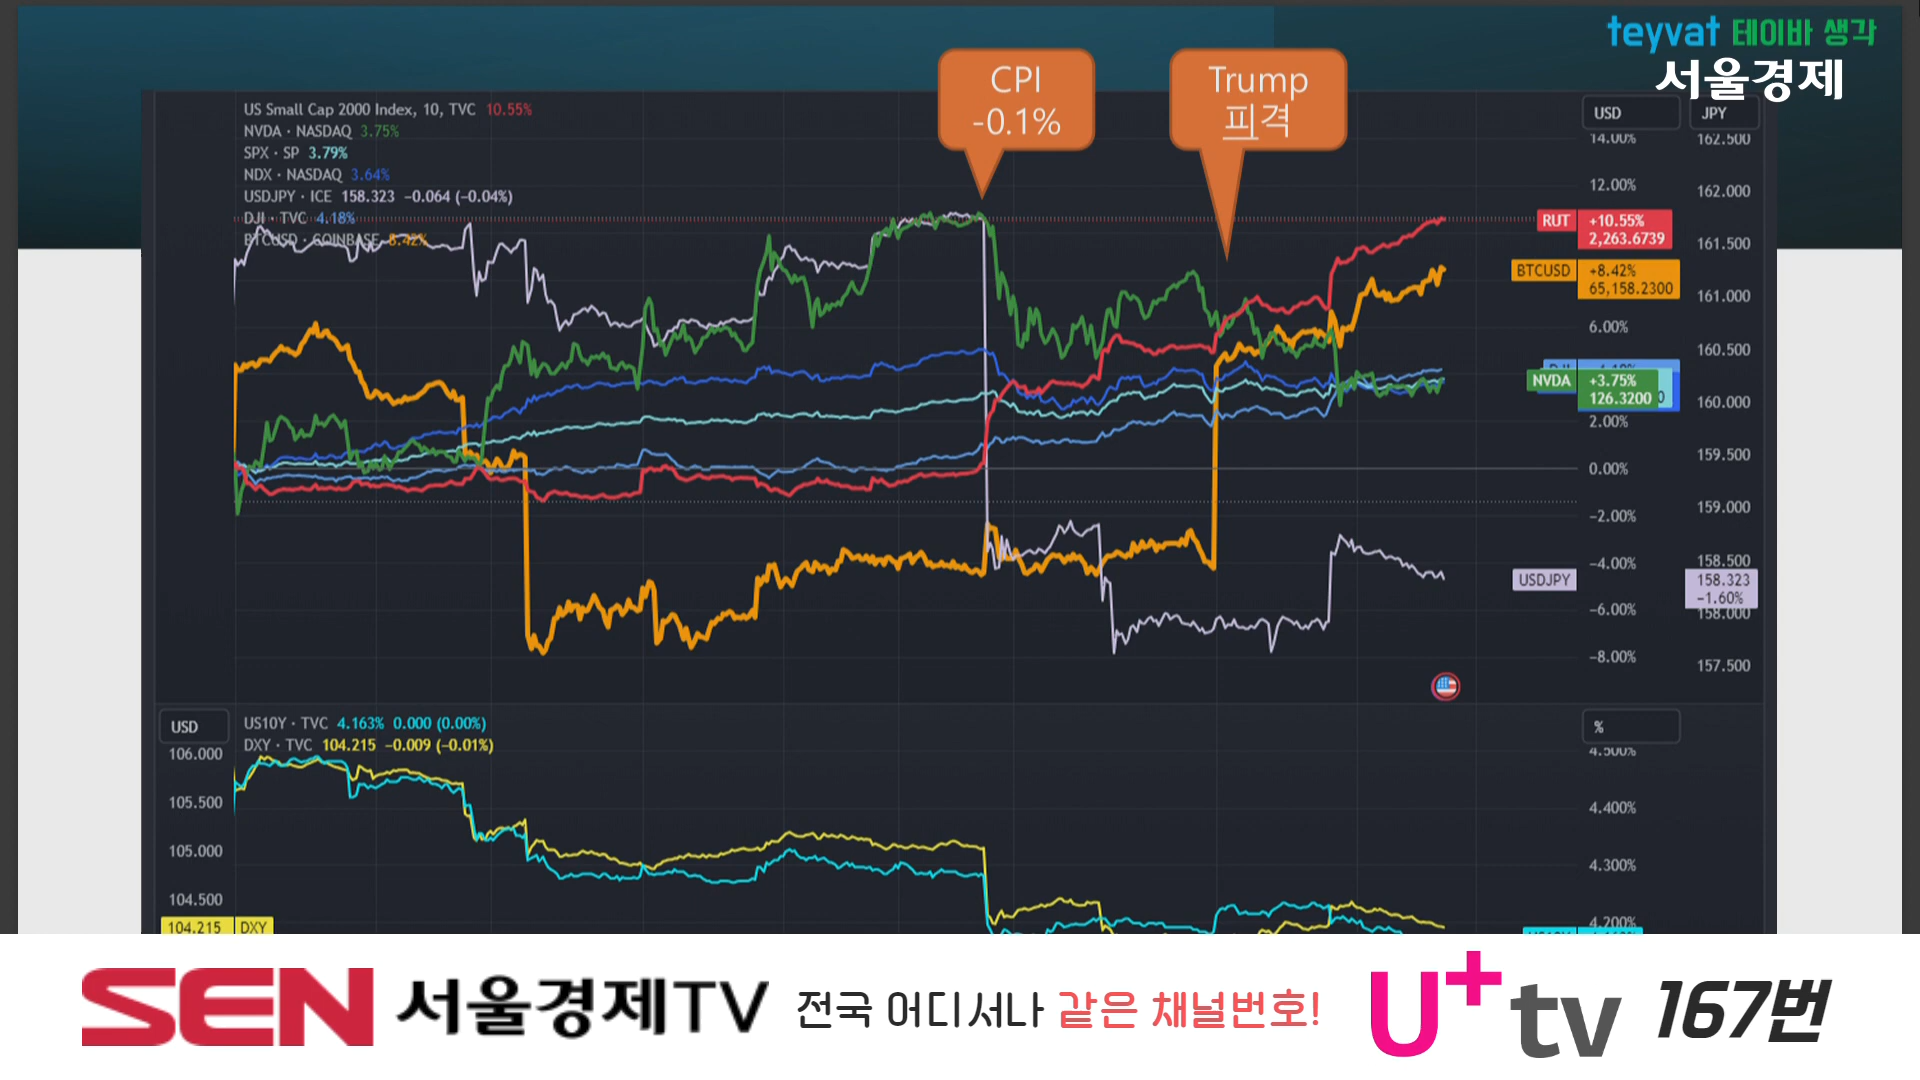 teyvat 테이바 생각
서울경제
CPI
-0.1%
Trump
피격
US Small Cap 2000 Index, 10, TVC 10.55%
NVDA · NASDAQ 3.75%
SPX · SP 3.79%
NDX · NASDAQ 3.64%
USDJPY · ICE 158.323 −0.064 (−0.04%)
DJI · TVC 4.18%
BTCUSD · COINBASE 8.42%
USD JPY
14.00% 162.500
12.00% 162.000
RUT +10.55%
2,263.6739
161.500
BTCUSD +8.42%
65,158.2300
161.000
6.00%
160.500
NVDA +3.75%
126.3200
160.000
2.00%
159.500
0.00%
159.000
−2.00%
158.500
−4.00%
USDJPY 158.323
−1.60%
−6.00% 158.000
−8.00%
157.500
USD
US10Y · TVC 4.163% 0.000 (0.00%)
DXY · TVC 104.215 −0.009 (−0.01%)
%
106.000 4.500%
105.500 4.400%
105.000 4.300%
104.500 4.200%
104.215 DXY
SEN 서울경제TV 전국 어디서나 같은 채널번호! U+tv 167번